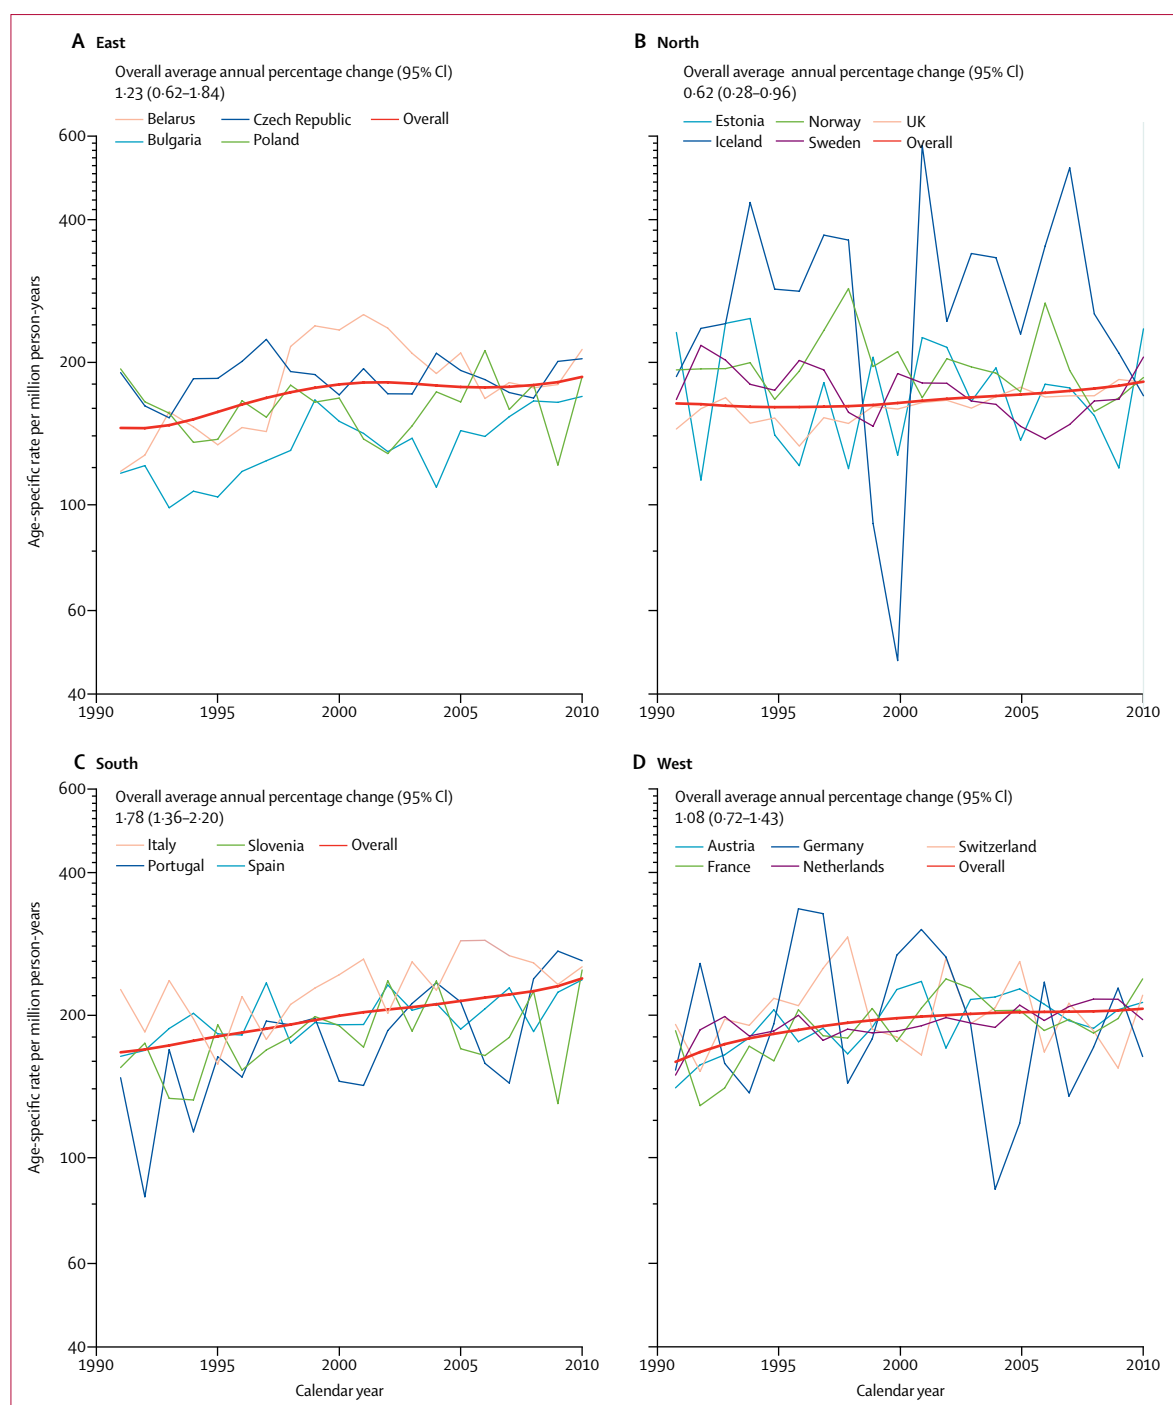 A East
Overall average annual percentage change (95% Cl)
1·23 (0·62–1·84)
Belarus Czech Republic Overall
Bulgaria Poland
600
400
200
100
60
40
1990 1995 2000 2005 2010
Age-specific rate per million person-years
B North
Overall average annual percentage change (95% Cl)
0·62 (0·28–0·96)
Estonia Norway UK
Iceland Sweden Overall
1990 1995 2000 2005 2010
C South
Overall average annual percentage change (95% Cl)
1·78 (1·36–2·20)
Italy Slovenia Overall
Portugal Spain
600
400
200
100
60
40
1990 1995 2000 2005 2010
Age-specific rate per million person-years
Calendar year
D West
Overall average annual percentage change (95% Cl)
1·08 (0·72–1·43)
Austria Germany Switzerland
France Netherlands Overall
1990 1995 2000 2005 2010
Calendar year